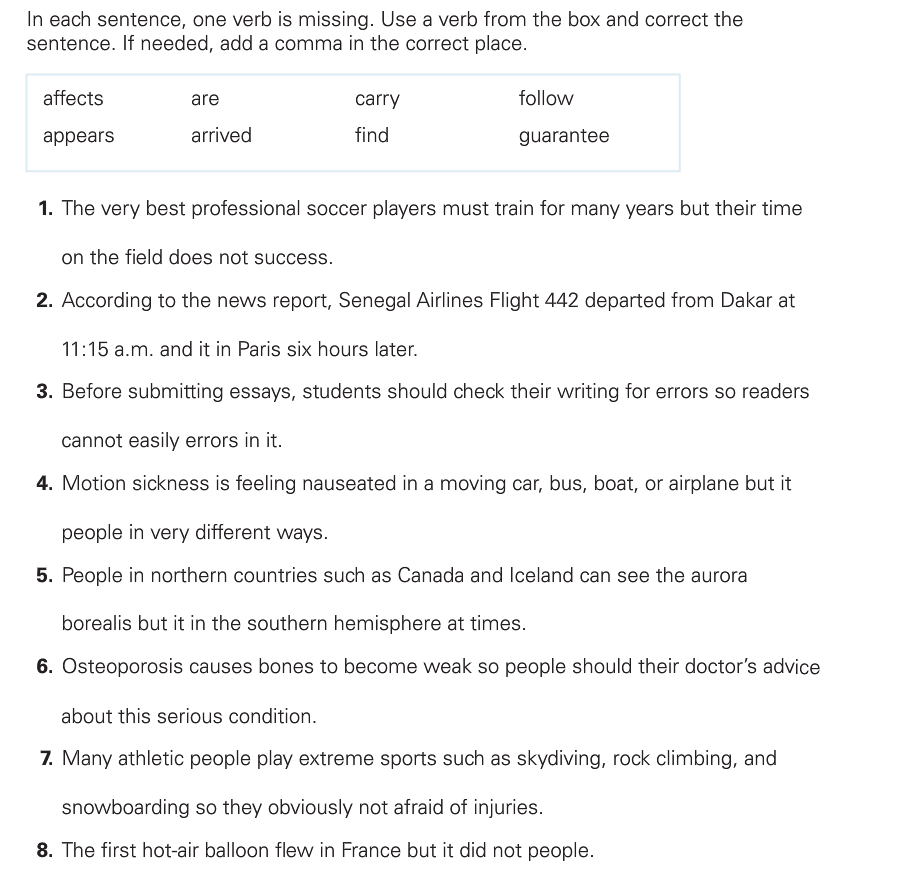 In each sentence, one verb is missing. Use a verb from the box and correct the
sentence. If needed, add a comma in the correct place.
affects are carry follow
appears arrived find guarantee
1. The very best professional soccer players must train for many years but their time
on the field does not success.
2. According to the news report, Senegal Airlines Flight 442 departed from Dakar at
11:15 a.m. and it in Paris six hours later.
3. Before submitting essays, students should check their writing for errors so readers
cannot easily errors in it.
4. Motion sickness is feeling nauseated in a moving car, bus, boat, or airplane but it
people in very different ways.
5. People in northern countries such as Canada and Iceland can see the aurora
borealis but it in the southern hemisphere at times.
6. Osteoporosis causes bones to become weak so people should their doctor's advice
about this serious condition.
7. Many athletic people play extreme sports such as skydiving, rock climbing, and
snowboarding so they obviously not afraid of injuries.
8. The first hot-air balloon flew in France but it did not people.